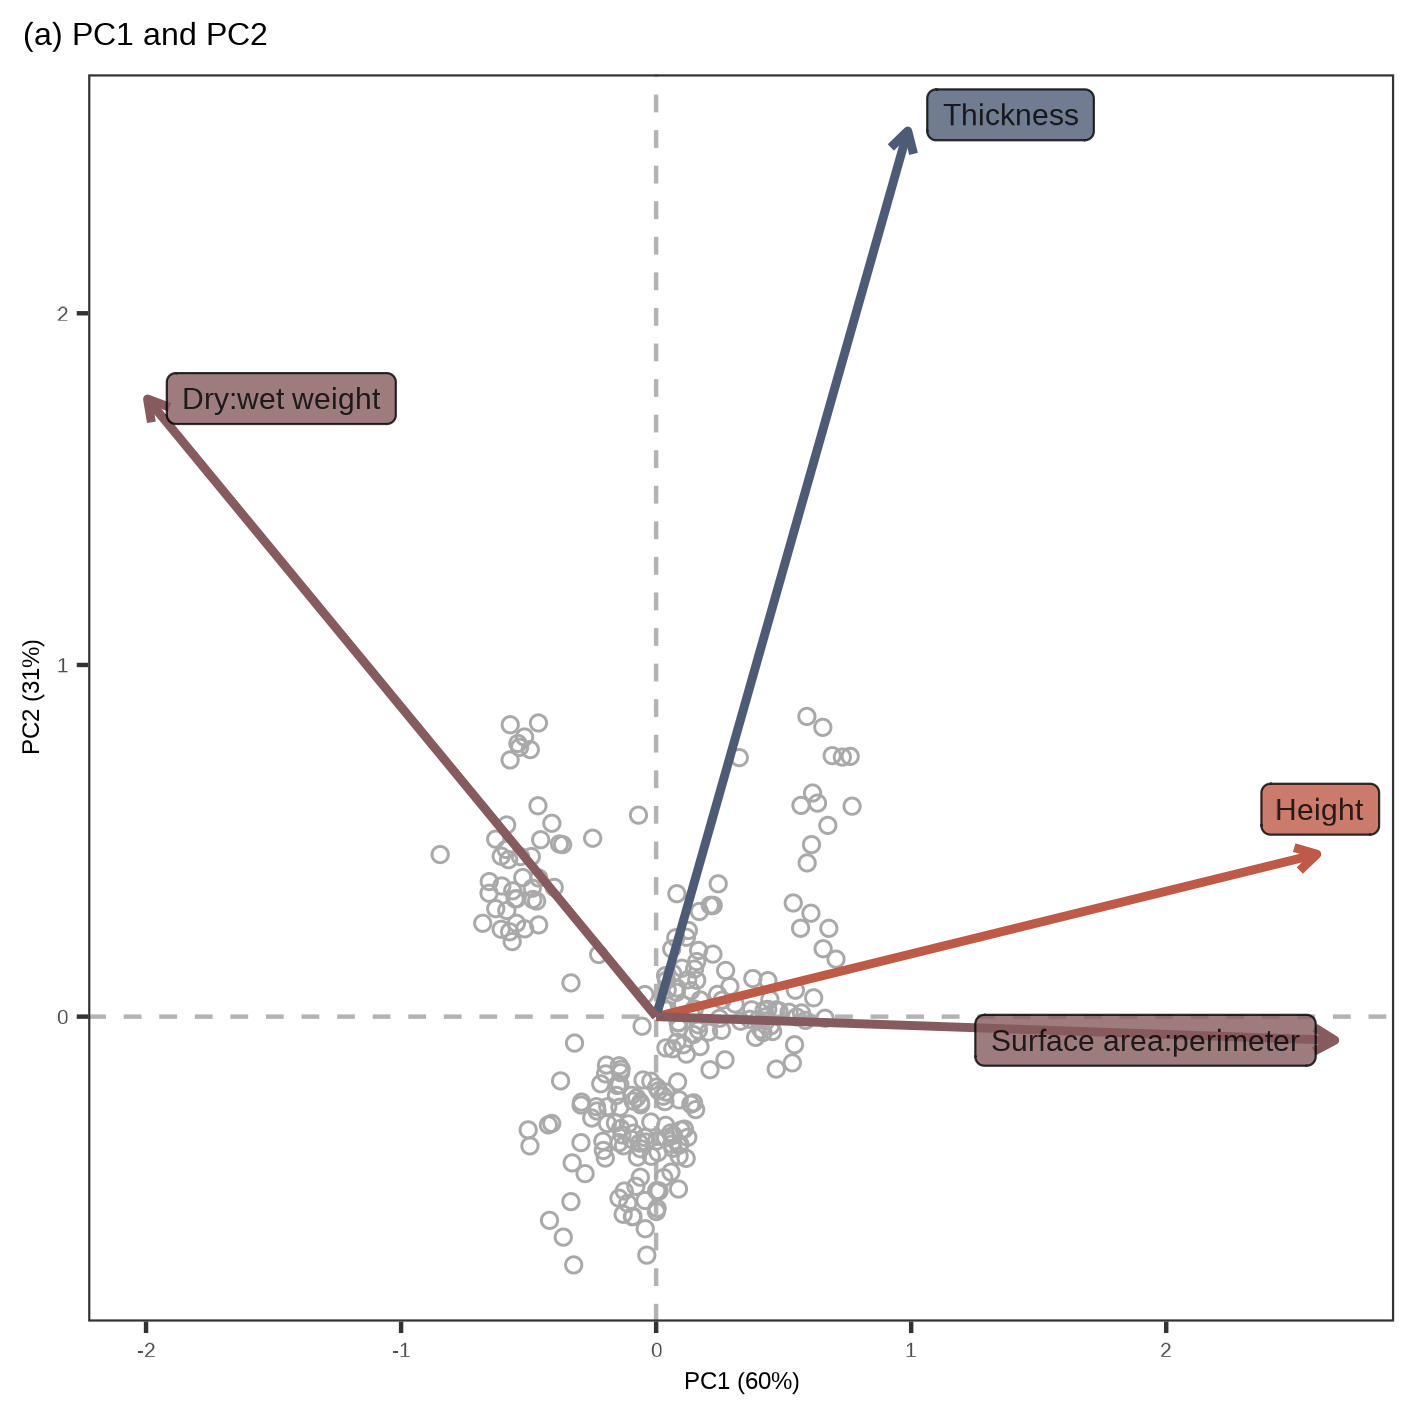 (a) PC1 and PC2
Thickness
2
Dry:wet weight
PC2 (31%)
1
Height
0
Surface area:perimeter
-2 -1 0 1 2
PC1 (60%)